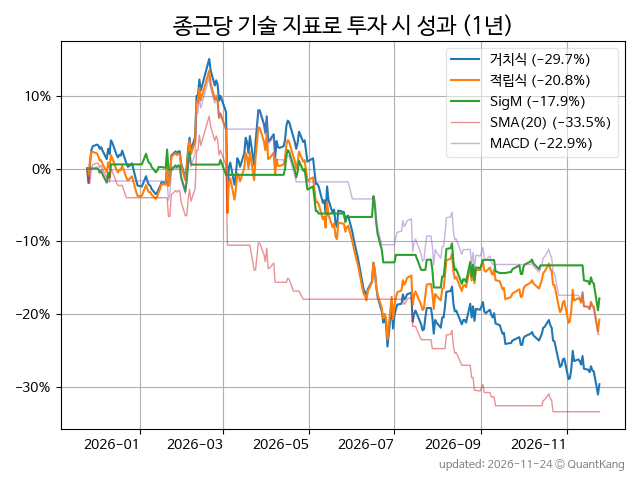 종근당 기술 지표로 투자 시 성과 (1년)
거치식 (−29.7%)
적립식 (−20.8%)
SigM (−17.9%)
SMA(20) (−33.5%)
MACD (−22.9%)
10%
0%
−10%
−20%
−30%
2026-01 2026-03 2026-05 2026-07 2026-09 2026-11
updated: 2026-11-24 © QuantKang